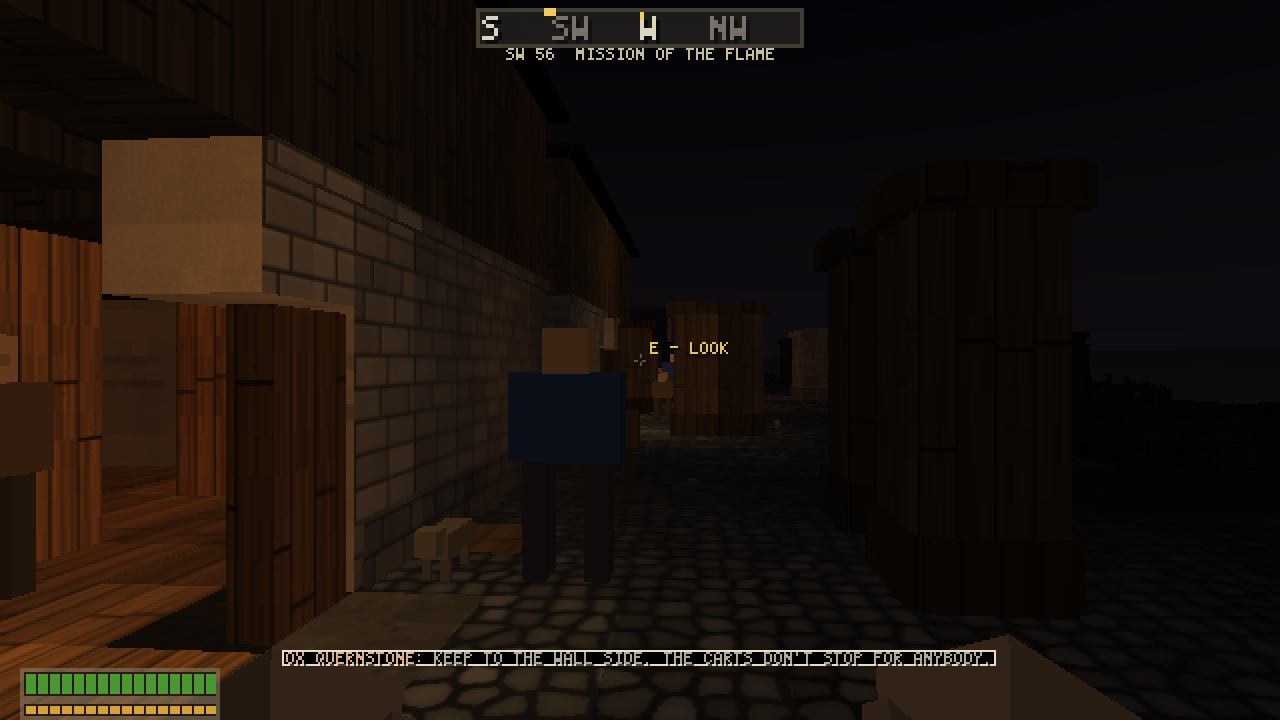 S SW W NW
SW 56 MISSION OF THE FLAME
E - LOOK
OX QUERNSTONE: KEEP TO THE WALL SIDE. THE CARTS DON'T STOP FOR ANYBODY.